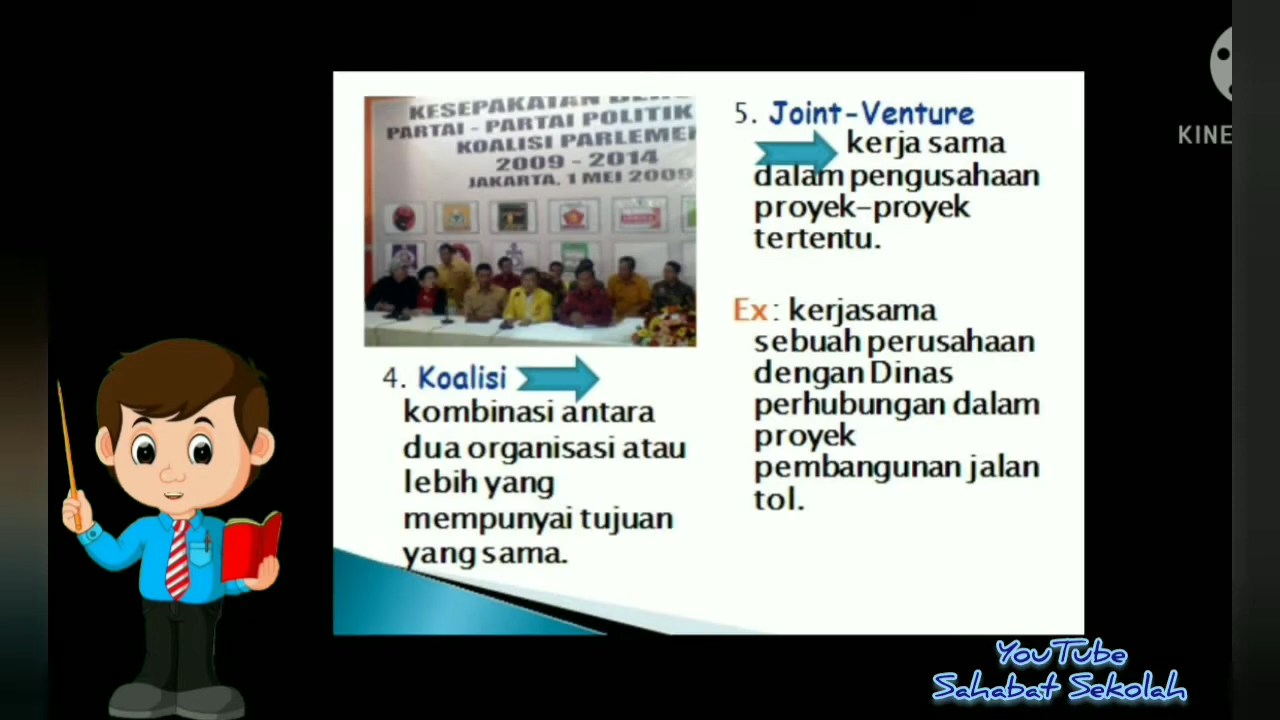 KESEPAKATAN
PARTAI - PARTAI POLITIK
KOALISI PARLEMEN
2009 - 2014
JAKARTA, 1 MEI 2009
4. Koalisi
kombinasi antara
dua organisasi atau
lebih yang
mempunyai tujuan
yang sama.
5. Joint-Venture
kerja sama
dalam pengusahaan
proyek-proyek
tertentu.
Ex : kerjasama
sebuah perusahaan
dengan Dinas
perhubungan dalam
proyek
pembangunan jalan
tol.
KINE
YouTube
Sahabat Sekolah